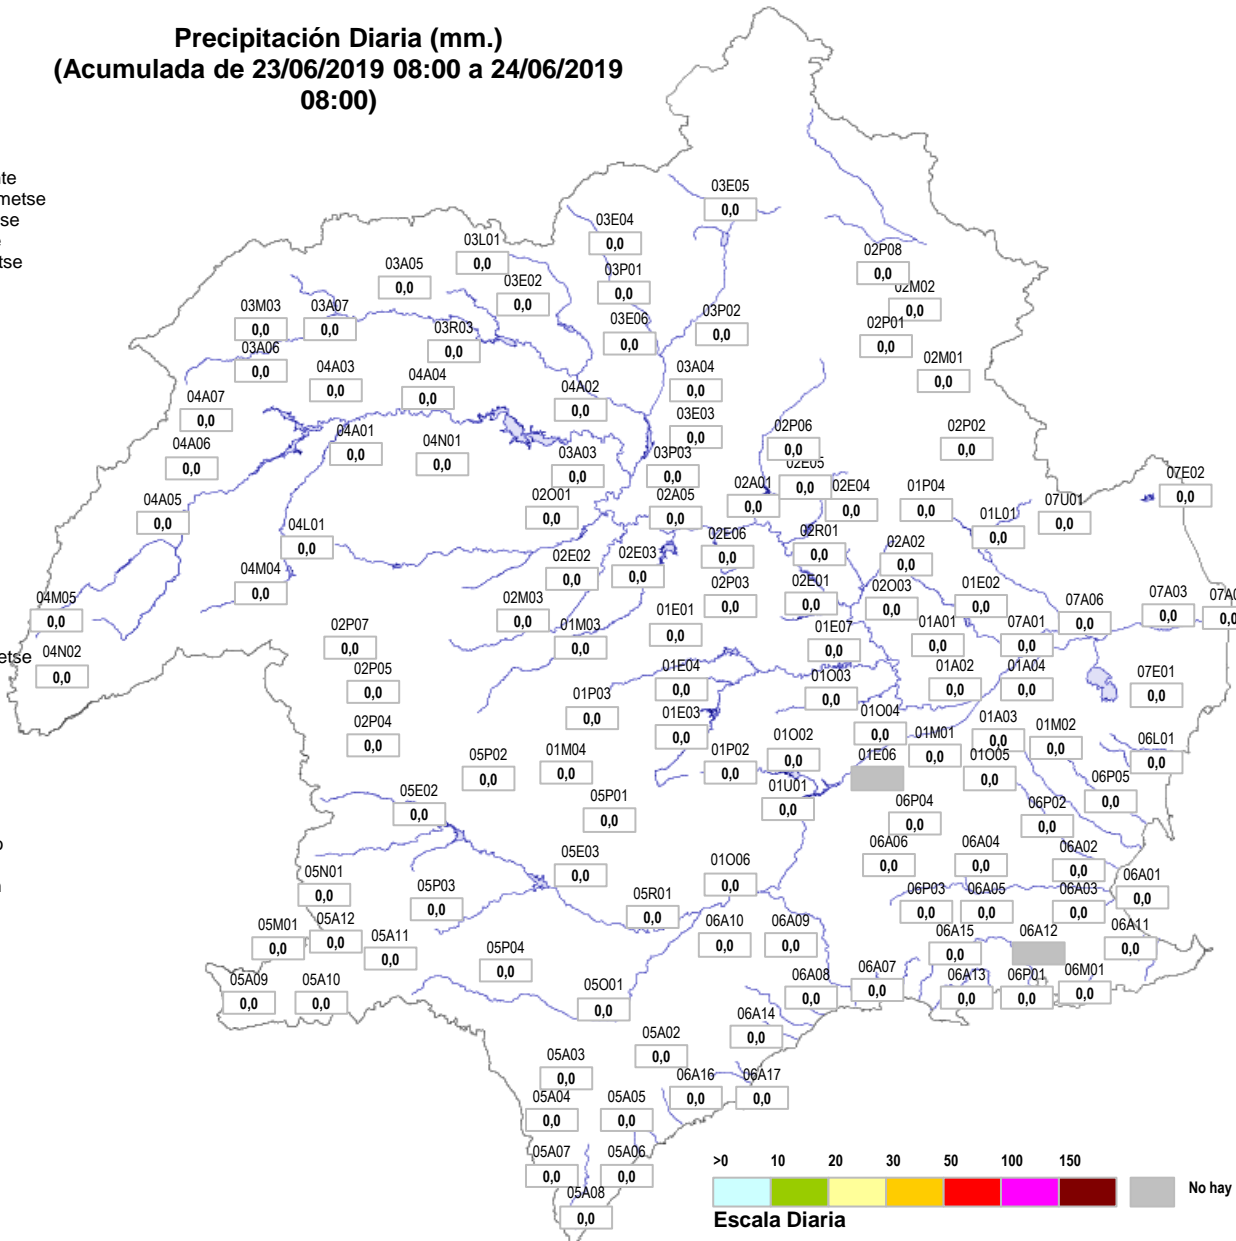 Precipitación Diaria (mm.)
(Acumulada de 23/06/2019 08:00 a 24/06/2019
08:00)
03E05
0,0
03E04
0,0
03L01
0,0
02P08
0,0
03A05
0,0
03P01
0,0
03E02
0,0
02M02
0,0
03M03
0,0
03A07
0,0
03P02
0,0
03E06
0,0
03R03
0,0
02P01
0,0
03A06
0,0
02M01
0,0
04A03
0,0
04A04
0,0
03A04
0,0
04A02
0,0
04A07
0,0
03E03
0,0
02P06
0,0
02P02
0,0
04A01
0,0
04N01
0,0
04A06
0,0
03A03
0,0
03P03
0,0
02E05
0,0
07E02
0,0
02A01
0,0
02E04
0,0
01P04
0,0
04A05
0,0
02O01
0,0
02A05
0,0
07U01
0,0
01L01
0,0
04L01
0,0
02E06
0,0
02R01
0,0
02A02
0,0
02E02
0,0
02E03
0,0
04M04
0,0
02P03
0,0
02E01
0,0
02O03
0,0
01E02
0,0
04M05
0,0
02M03
0,0
01E01
0,0
07A06
0,0
07A03
0,0
07A0
0,0
02P07
0,0
01M03
0,0
01E07
0,0
01A01
0,0
07A01
0,0
etse
04N02
0,0
02P05
0,0
01E04
0,0
01O03
0,0
01A02
0,0
01A04
0,0
07E01
0,0
01P03
0,0
01E03
0,0
01O04
0,0
01A03
0,0
01M02
0,0
02P04
0,0
01M01
0,0
06L01
0,0
05P02
0,0
01M04
0,0
01P02
0,0
01O02
0,0
01E06
01O05
0,0
06P05
0,0
05E02
0,0
05P01
0,0
01U01
0,0
06P04
0,0
06P02
0,0
05E03
0,0
01O06
0,0
06A06
0,0
06A04
0,0
06A02
0,0
05N01
0,0
05P03
0,0
05R01
0,0
06P03
0,0
06A05
0,0
06A03
0,0
06A01
0,0
05M01
0,0
05A12
0,0
05A11
0,0
06A10
0,0
06A09
0,0
06A15
0,0
06A12
06A11
0,0
05P04
0,0
05A09
0,0
05A10
0,0
05O01
0,0
06A08
0,0
06A07
0,0
06A13
0,0
06P01
0,0
06M01
0,0
06A14
0,0
05A02
0,0
05A03
0,0
06A16
0,0
06A17
0,0
05A04
0,0
05A05
0,0
05A07
0,0
05A06
0,0
05A08
0,0
>0 10 20 30 50 100 150
No hay
Escala Diaria